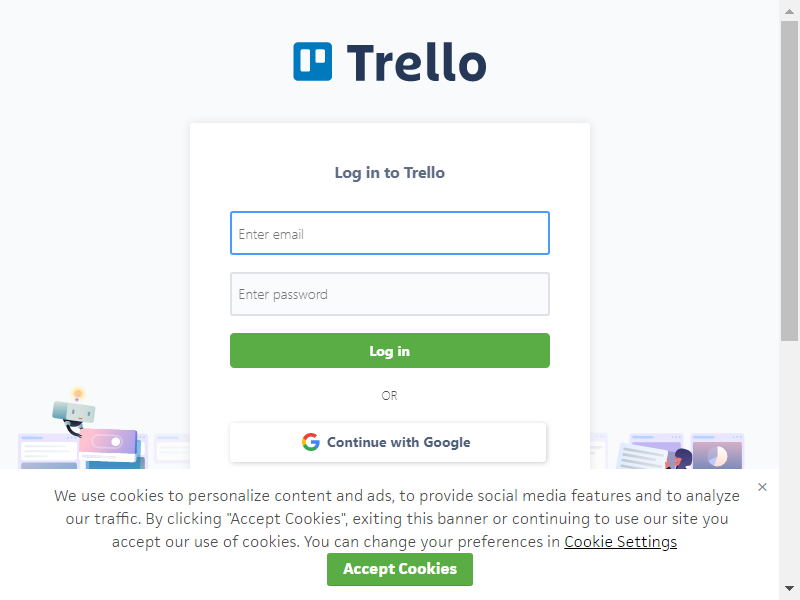 Trello
Log in to Trello
Enter email
Enter password
Log in
OR
Continue with Google
We use cookies to personalize content and ads, to provide social media features and to analyze
our traffic. By clicking "Accept Cookies", exiting this banner or continuing to use our site you
accept our use of cookies. You can change your preferences in Cookie Settings
Accept Cookies